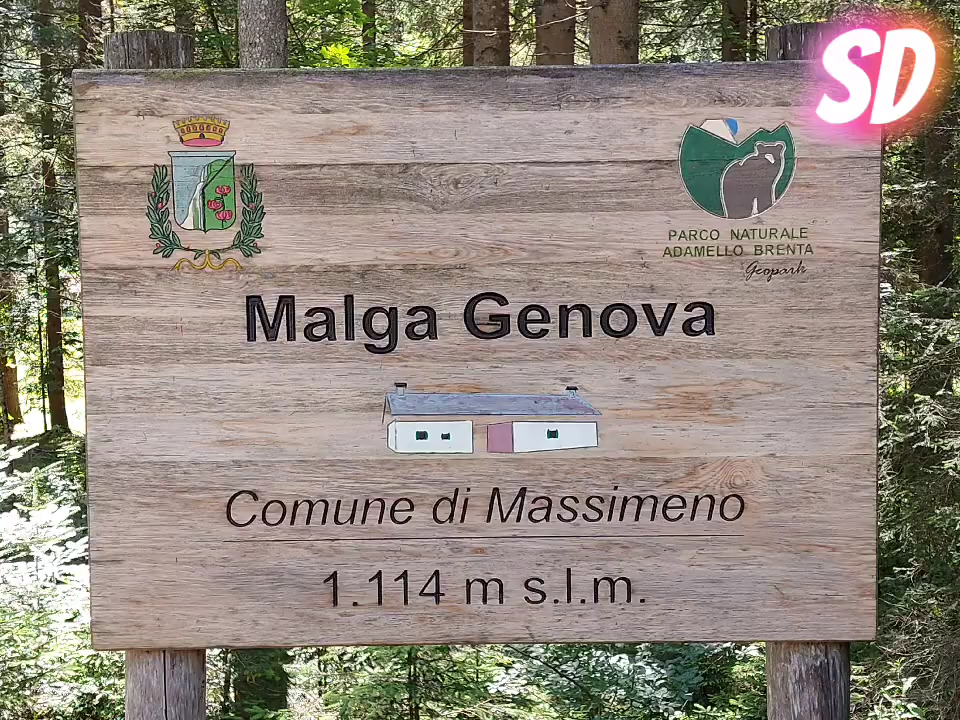 SD
PARCO NATURALE
ADAMELLO BRENTA
Geopark
Malga Genova
Comune di Massimeno
1.114 m s.l.m.